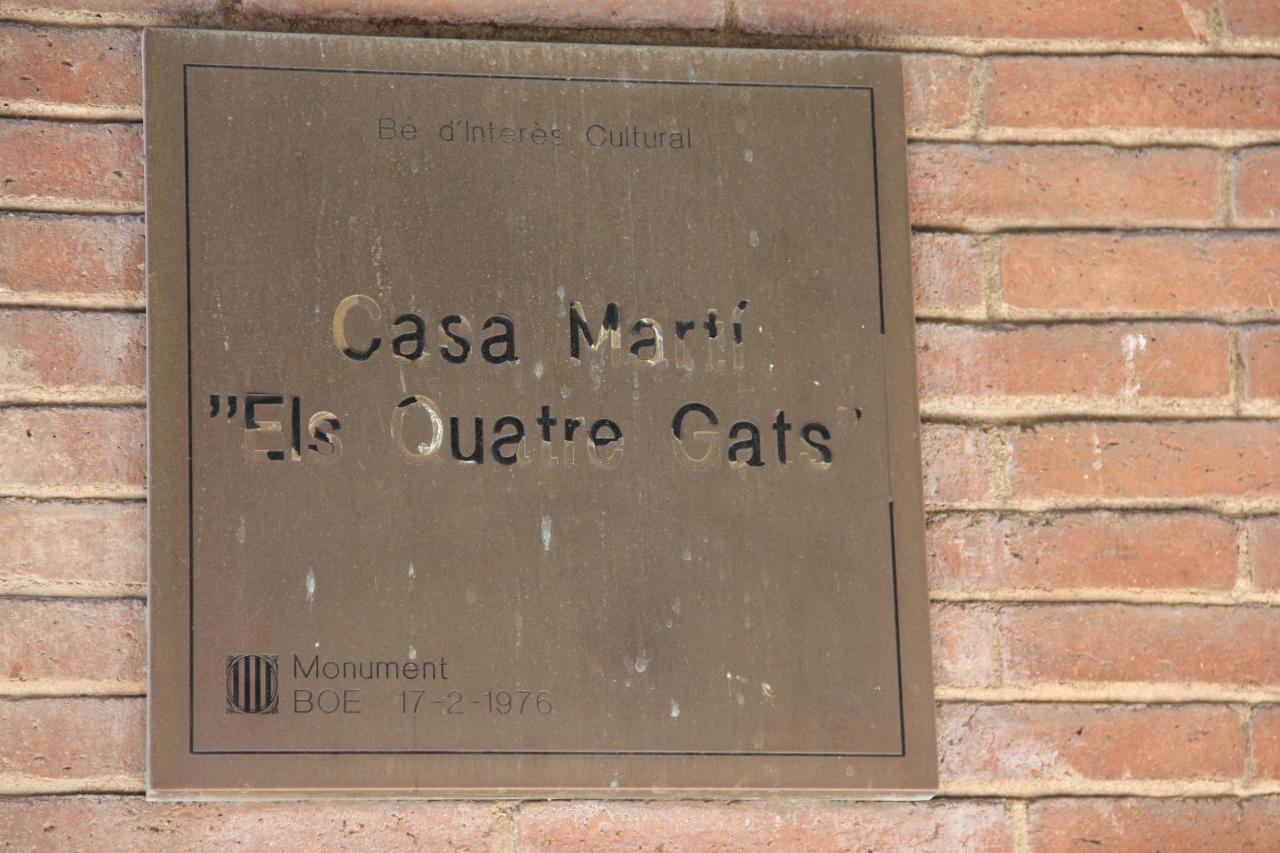 Bé d'Interès Cultural
Casa Martí
"Els Quatre Gats"
Monument
BOE 17-2-1976